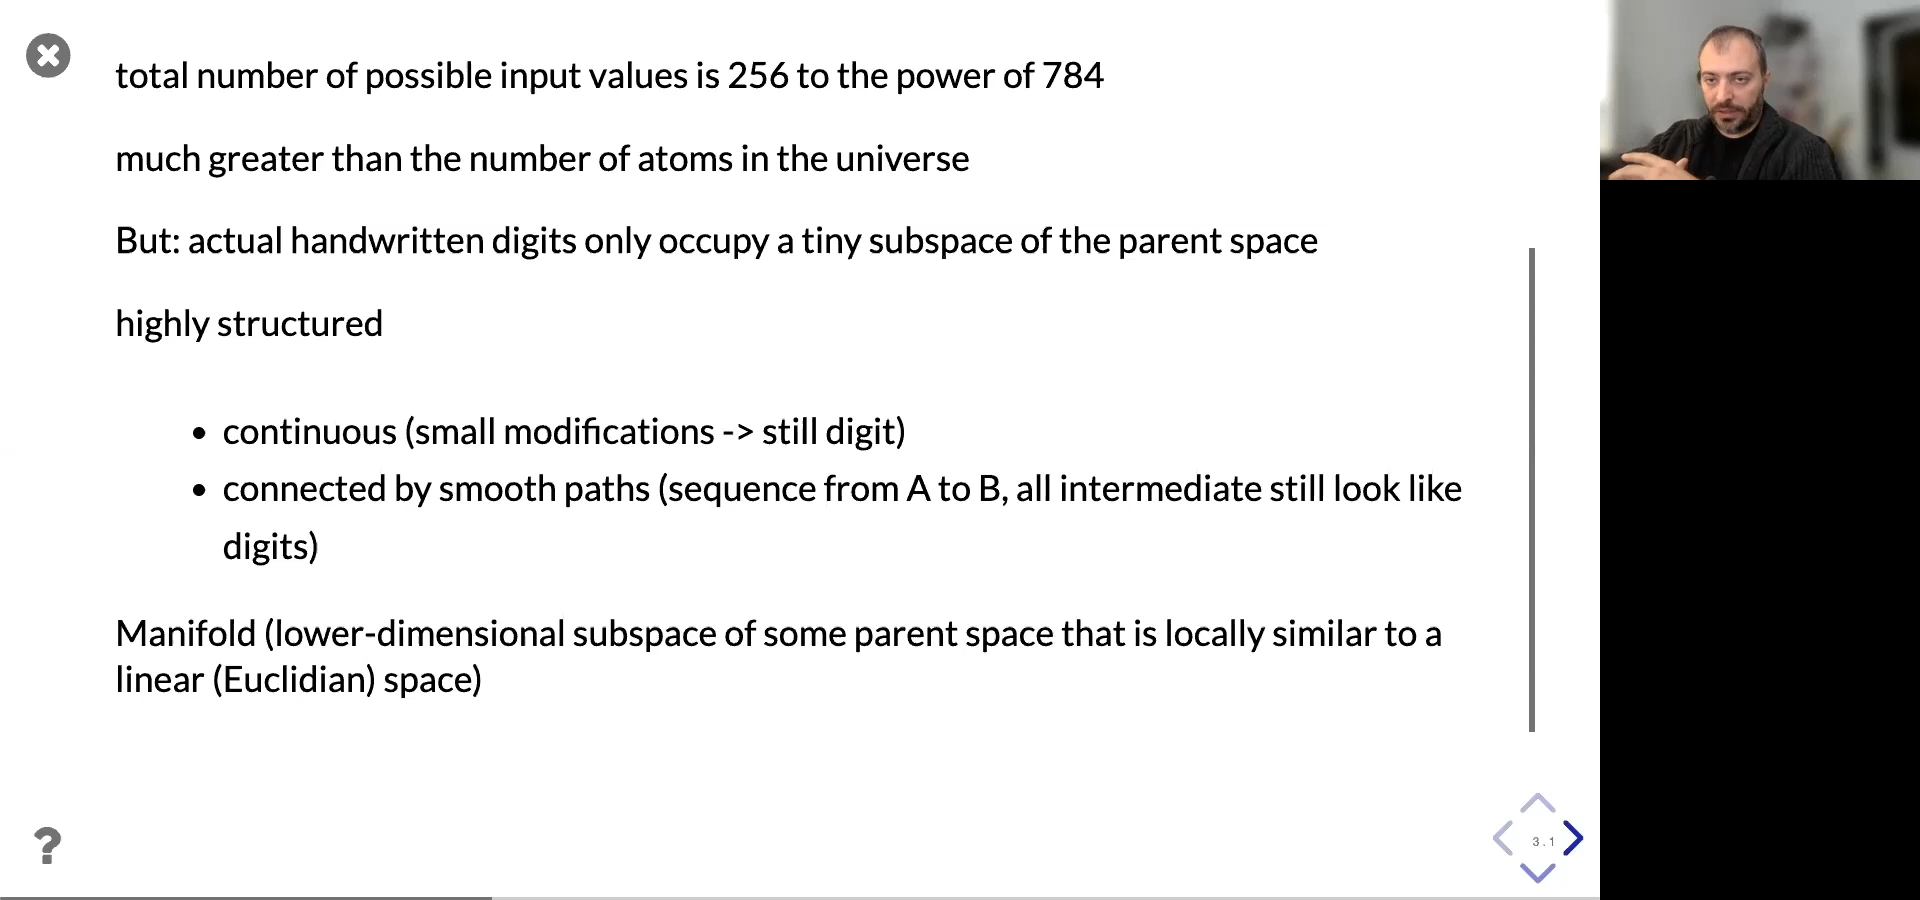 total number of possible input values is 256 to the power of 784
much greater than the number of atoms in the universe
But: actual handwritten digits only occupy a tiny subspace of the parent space
highly structured
• continuous (small modifications -> still digit)
• connected by smooth paths (sequence from A to B, all intermediate still look like
digits)
Manifold (lower-dimensional subspace of some parent space that is locally similar to a
linear (Euclidian) space)
?
3.1